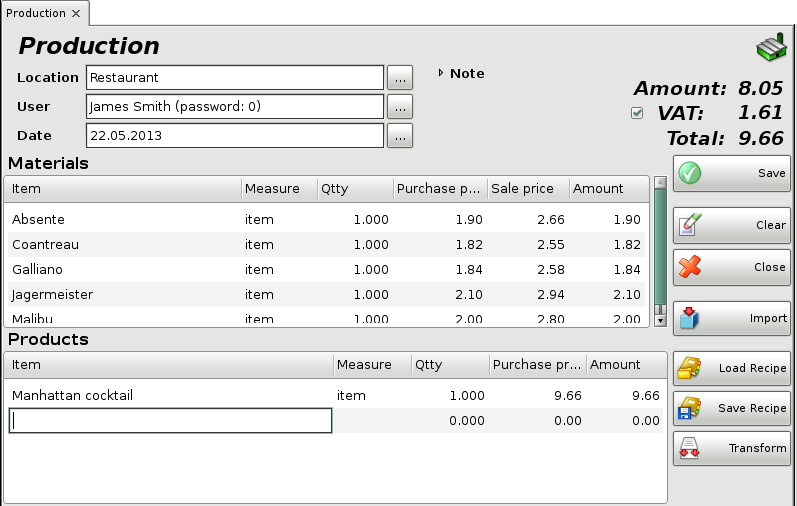 Production
Production
Location Restaurant ... Note
User James Smith (password: 0) ...
Date 22.05.2013 ...
Amount: 8.05
VAT: 1.61
Total: 9.66
Materials
Item Measure Qtty Purchase p... Sale price Amount
Absente item 1.000 1.90 2.66 1.90
Coantreau item 1.000 1.82 2.55 1.82
Galliano item 1.000 1.84 2.58 1.84
Jagermeister item 1.000 2.10 2.94 2.10
Malibu item 1.000 2.00 2.80 2.00
Products
Item Measure Qtty Purchase pr... Amount
Manhattan cocktail item 1.000 9.66 9.66
0.000 0.00 0.00
Save
Clear
Close
Import
Load Recipe
Save Recipe
Transform